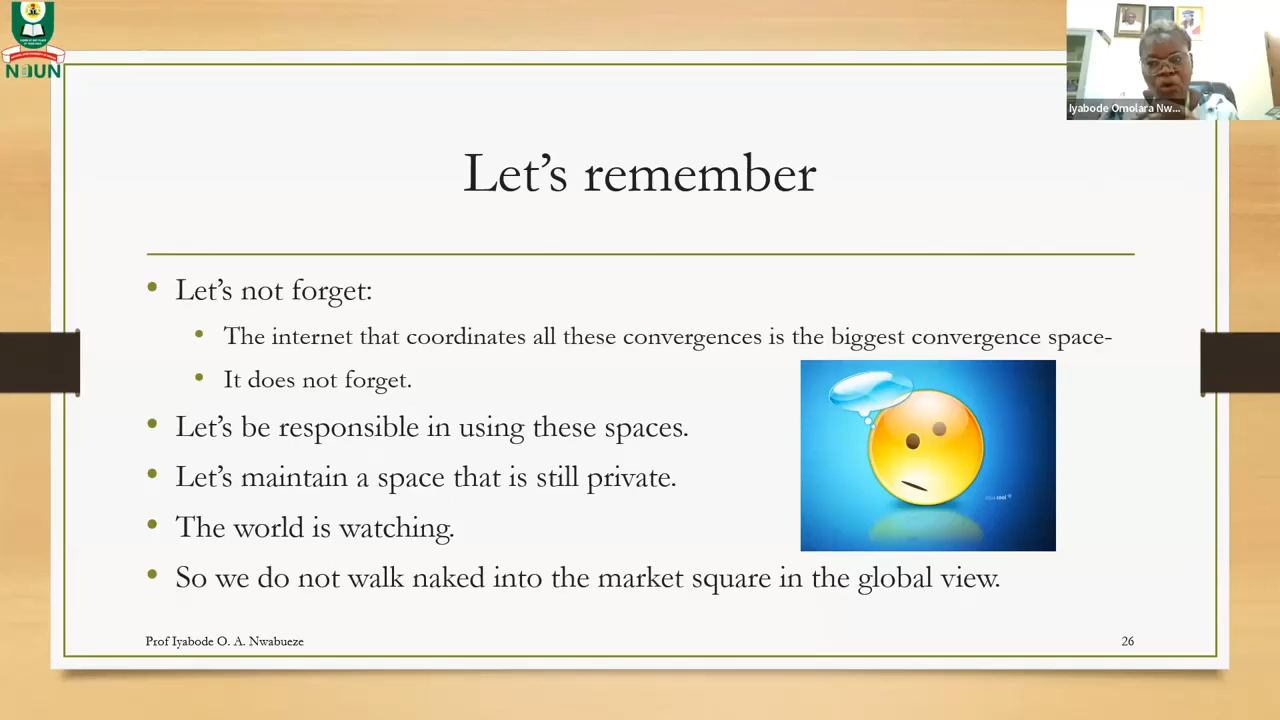 NOUN
Iyabode Omolara Nw...
Let's remember
• Let's not forget:
• The internet that coordinates all these convergences is the biggest convergence space-
• It does not forget.
• Let's be responsible in using these spaces.
• Let's maintain a space that is still private.
• The world is watching.
• So we do not walk naked into the market square in the global view.
Prof Iyabode O. A. Nwabueze
26